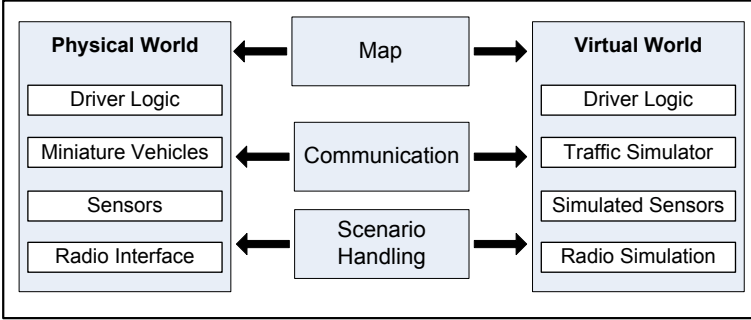 Physical World
Driver Logic
Miniature Vehicles
Sensors
Radio Interface
Map
Communication
Scenario
Handling
Virtual World
Driver Logic
Traffic Simulator
Simulated Sensors
Radio Simulation